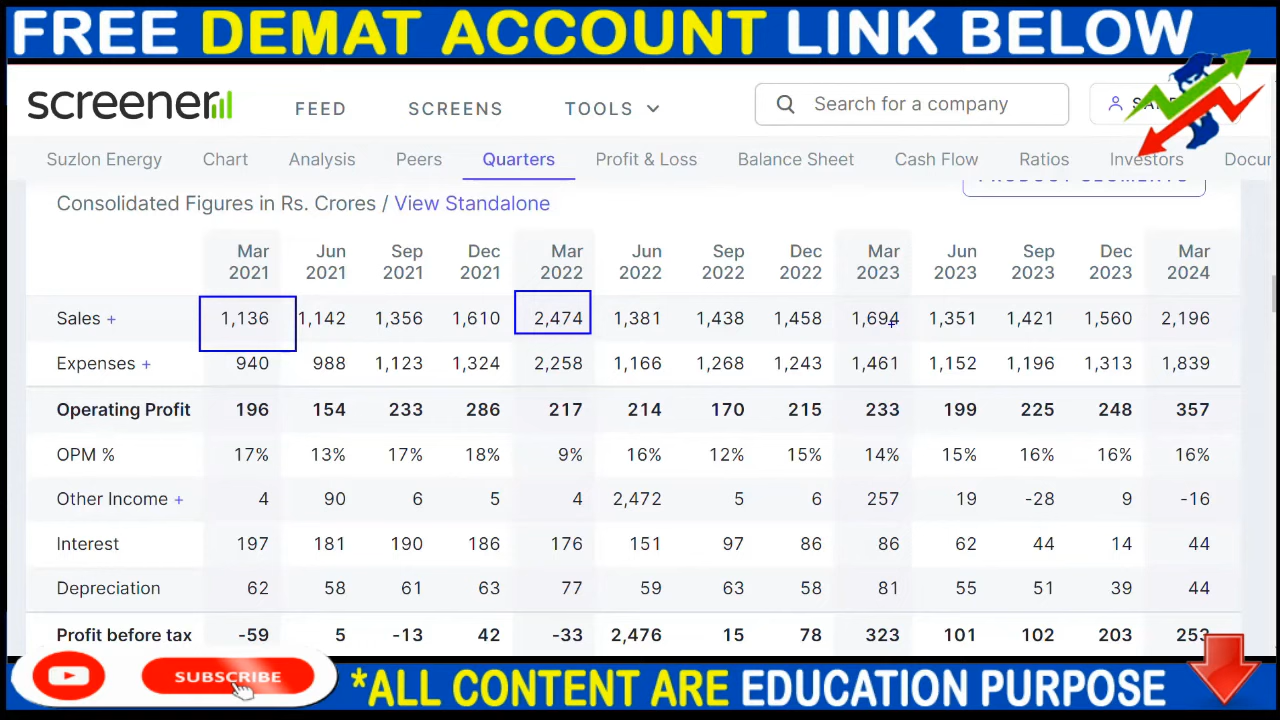 FREE DEMAT ACCOUNT LINK BELOW
screener FEED SCREENS TOOLS Search for a company
Suzlon Energy Chart Analysis Peers Quarters Profit & Loss Balance Sheet Cash Flow Ratios Investors Docu
Consolidated Figures in Rs. Crores / View Standalone PRODUCT SEGMENTS
Mar 2021 Jun 2021 Sep 2021 Dec 2021 Mar 2022 Jun 2022 Sep 2022 Dec 2022 Mar 2023 Jun 2023 Sep 2023 Dec 2023 Mar 2024
Sales + 1,136 1,142 1,356 1,610 2,474 1,381 1,438 1,458 1,694 1,351 1,421 1,560 2,196
Expenses + 940 988 1,123 1,324 2,258 1,166 1,268 1,243 1,461 1,152 1,196 1,313 1,839
Operating Profit 196 154 233 286 217 214 170 215 233 199 225 248 357
OPM % 17% 13% 17% 18% 9% 16% 12% 15% 14% 15% 16% 16% 16%
Other Income + 4 90 6 5 4 2,472 5 6 257 19 -28 9 -16
Interest 197 181 190 186 176 151 97 86 86 62 44 14 44
Depreciation 62 58 61 63 77 59 63 58 81 55 51 39 44
Profit before tax -59 5 -13 42 -33 2,476 15 78 323 101 102 203 253
SUBSCRIBE
*ALL CONTENT ARE EDUCATION PURPOSE